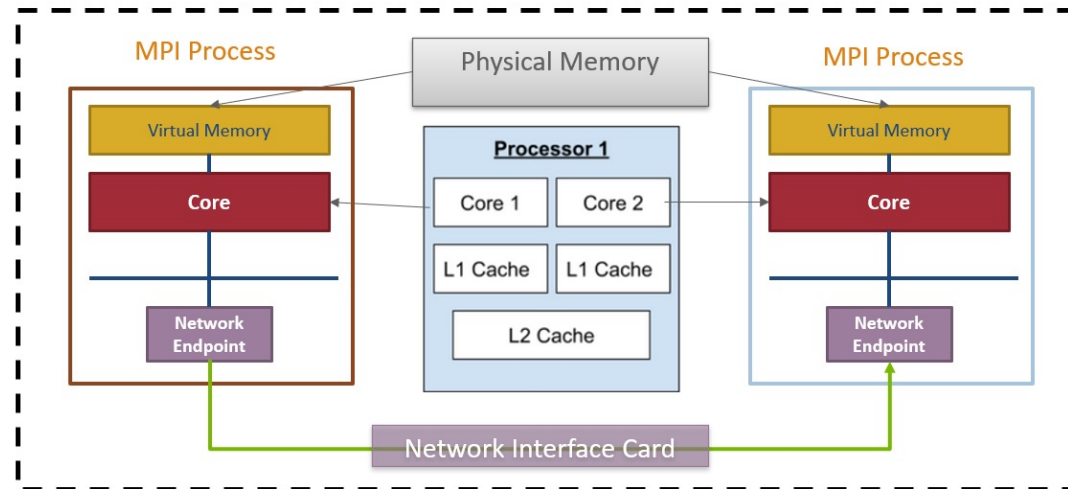 MPI Process
Physical Memory
MPI Process
Virtual Memory
Core
Network
Endpoint
Processor 1
Core 1
Core 2
L1 Cache
L1 Cache
L2 Cache
Virtual Memory
Core
Network
Endpoint
Network Interface Card